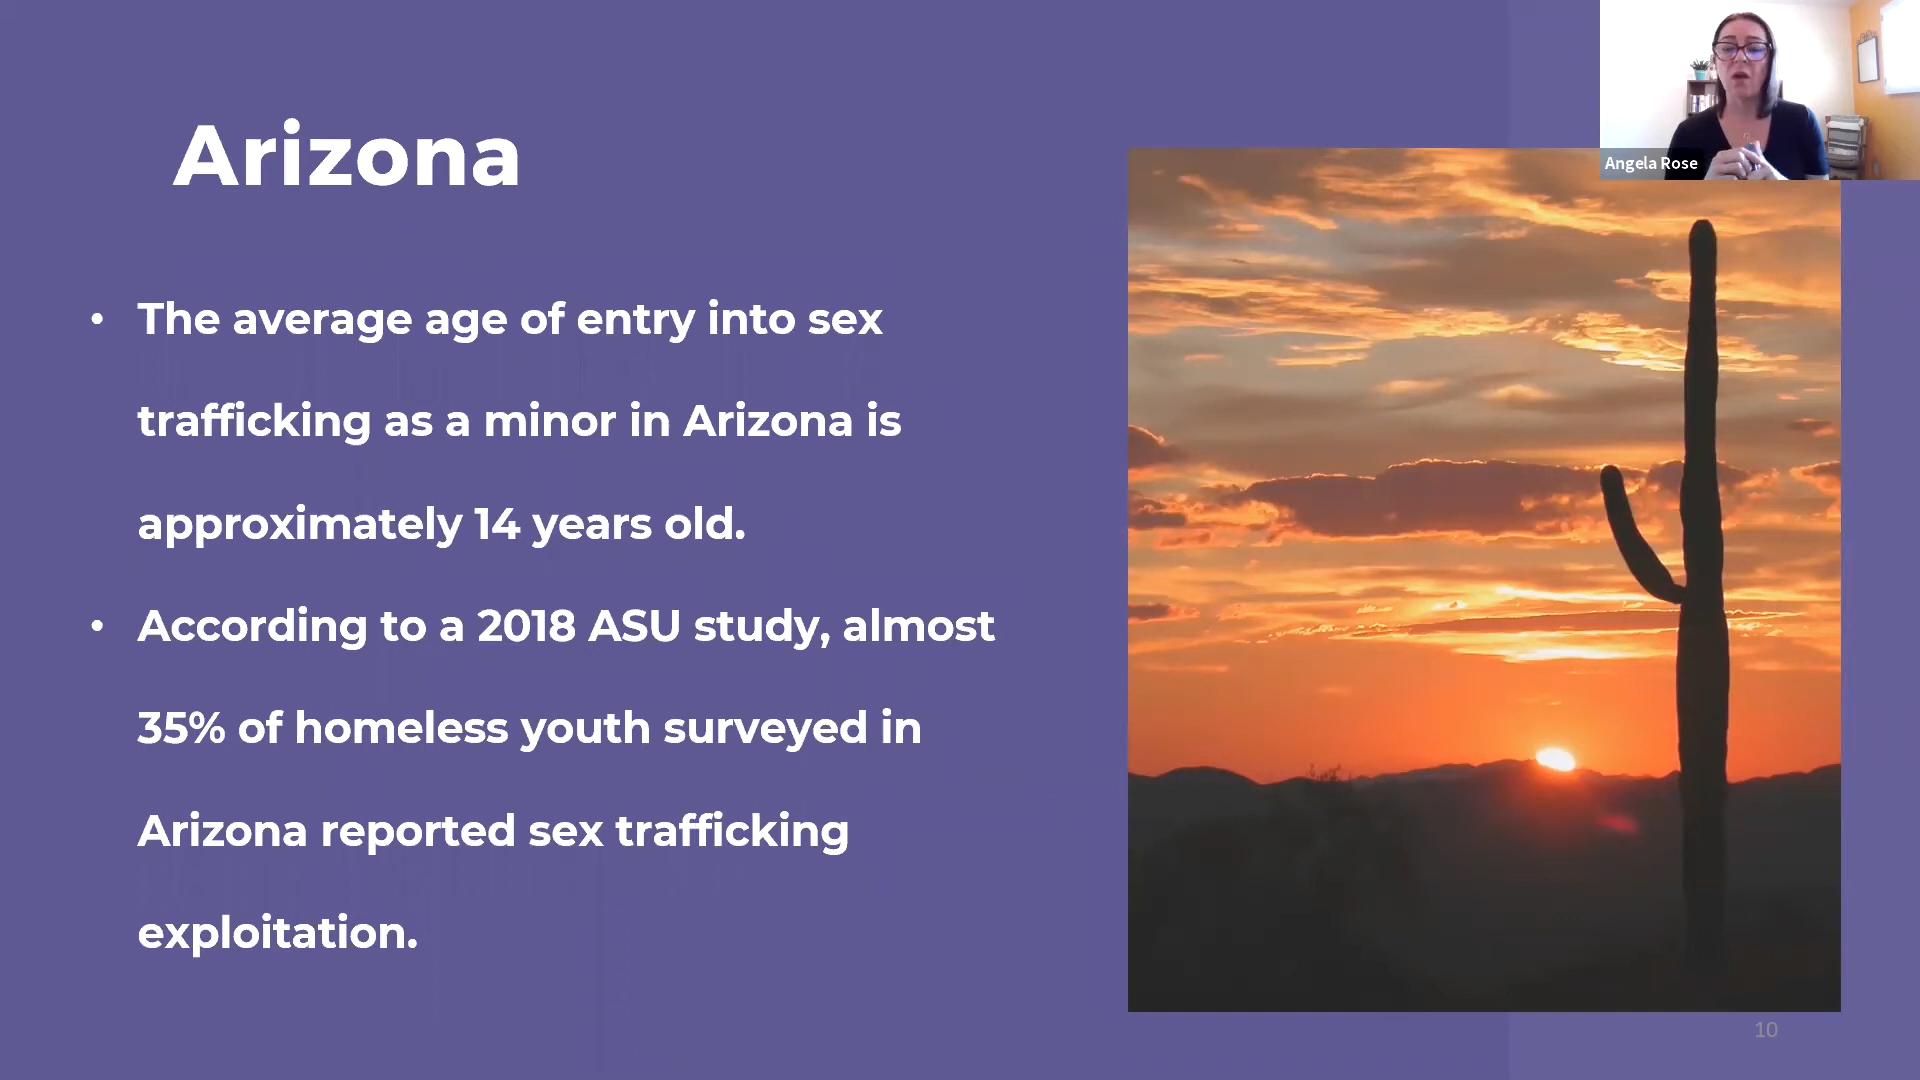 Arizona
• The average age of entry into sex
trafficking as a minor in Arizona is
approximately 14 years old.
• According to a 2018 ASU study, almost
35% of homeless youth surveyed in
Arizona reported sex trafficking
exploitation.
Angela Rose
10